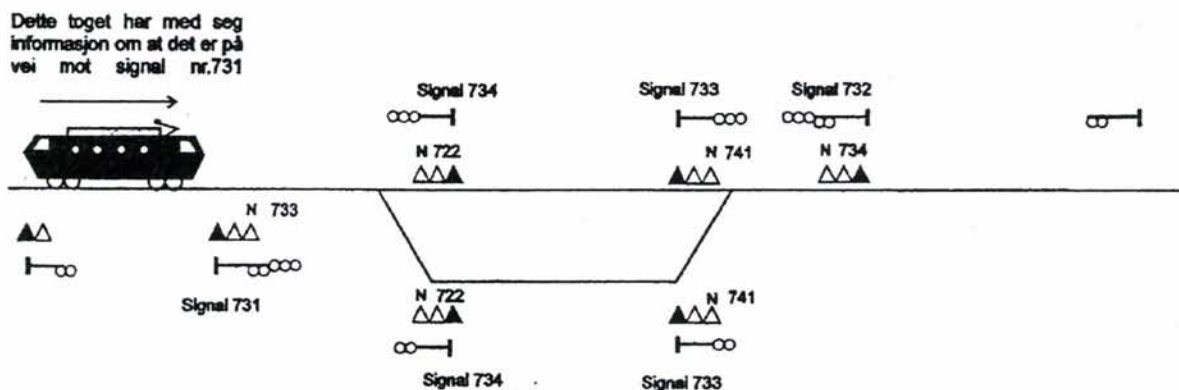 Dette toget har med seg
informasjon om at det er på
vei mot signal nr.731
Signal 734
Signal 733
Signal 732
N 722
N 741
N 734
N 733
Signal 731
N 722
N 741
Signal 734
Signal 733